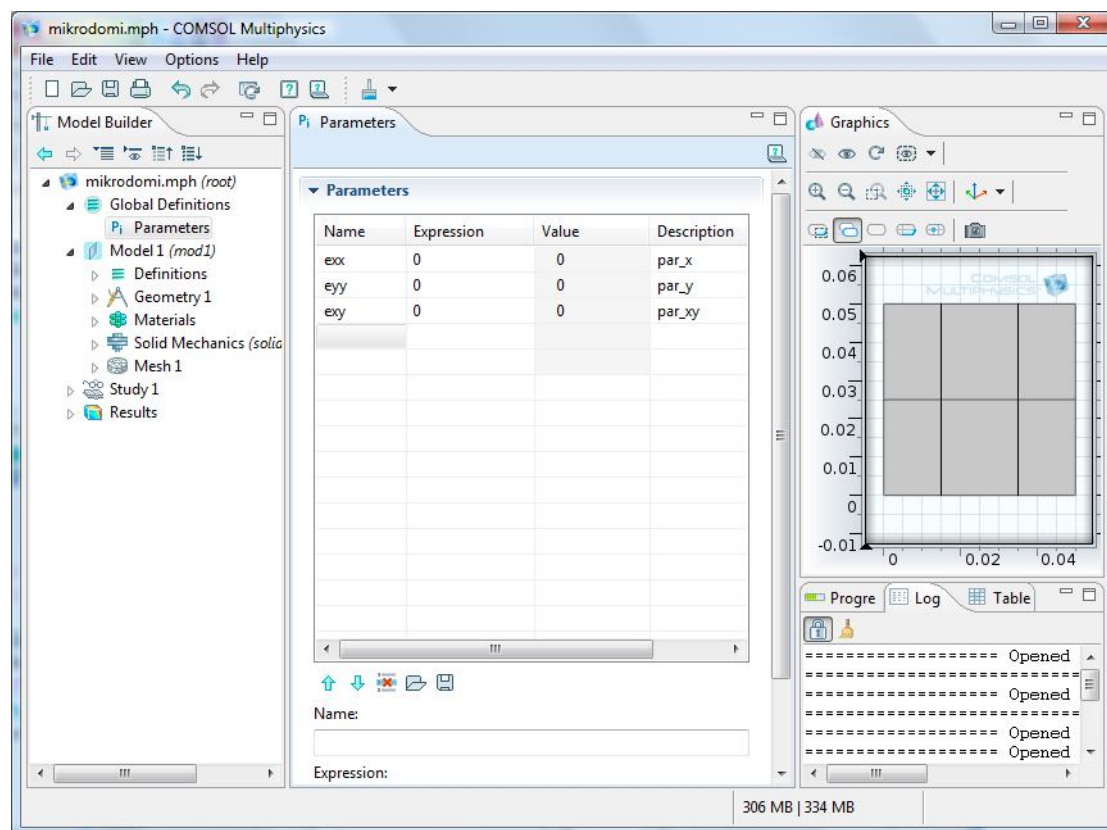 mikrodomi.mph - COMSOL Multiphysics
File Edit View Options Help
Model Builder
mikrodomi.mph (root)
Global Definitions
Pi Parameters
Model 1 (mod1)
Definitions
Geometry 1
Materials
Solid Mechanics (solid
Mesh 1
Study 1
Results
Pi Parameters
Parameters
Name Expression Value Description
exx 0 0 par_x
eyy 0 0 par_y
exy 0 0 par_xy
Name:
Expression:
Graphics
COMSOL
MULTIPHYSICS
0.06
0.05
0.04
0.03
0.02
0.01
0
-0.01
0 0.02 0.04
Progre Log Table
=================== Opened
===========================
=================== Opened
===========================
=================== Opened
=================== Opened
306 MB | 334 MB